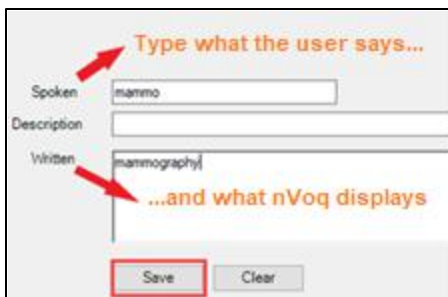 Type what the user says...
Spoken mammo
Description
Written mammography
...and what nVoq displays
Save Clear